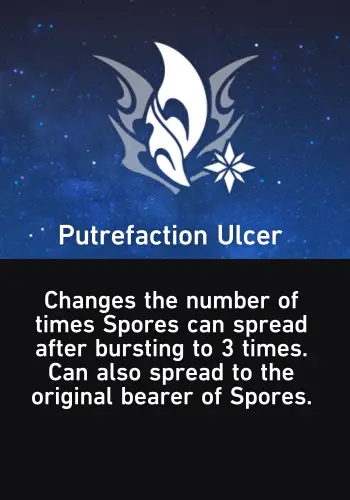 Putrefaction Ulcer
Changes the number of
times Spores can spread
after bursting to 3 times.
Can also spread to the
original bearer of Spores.